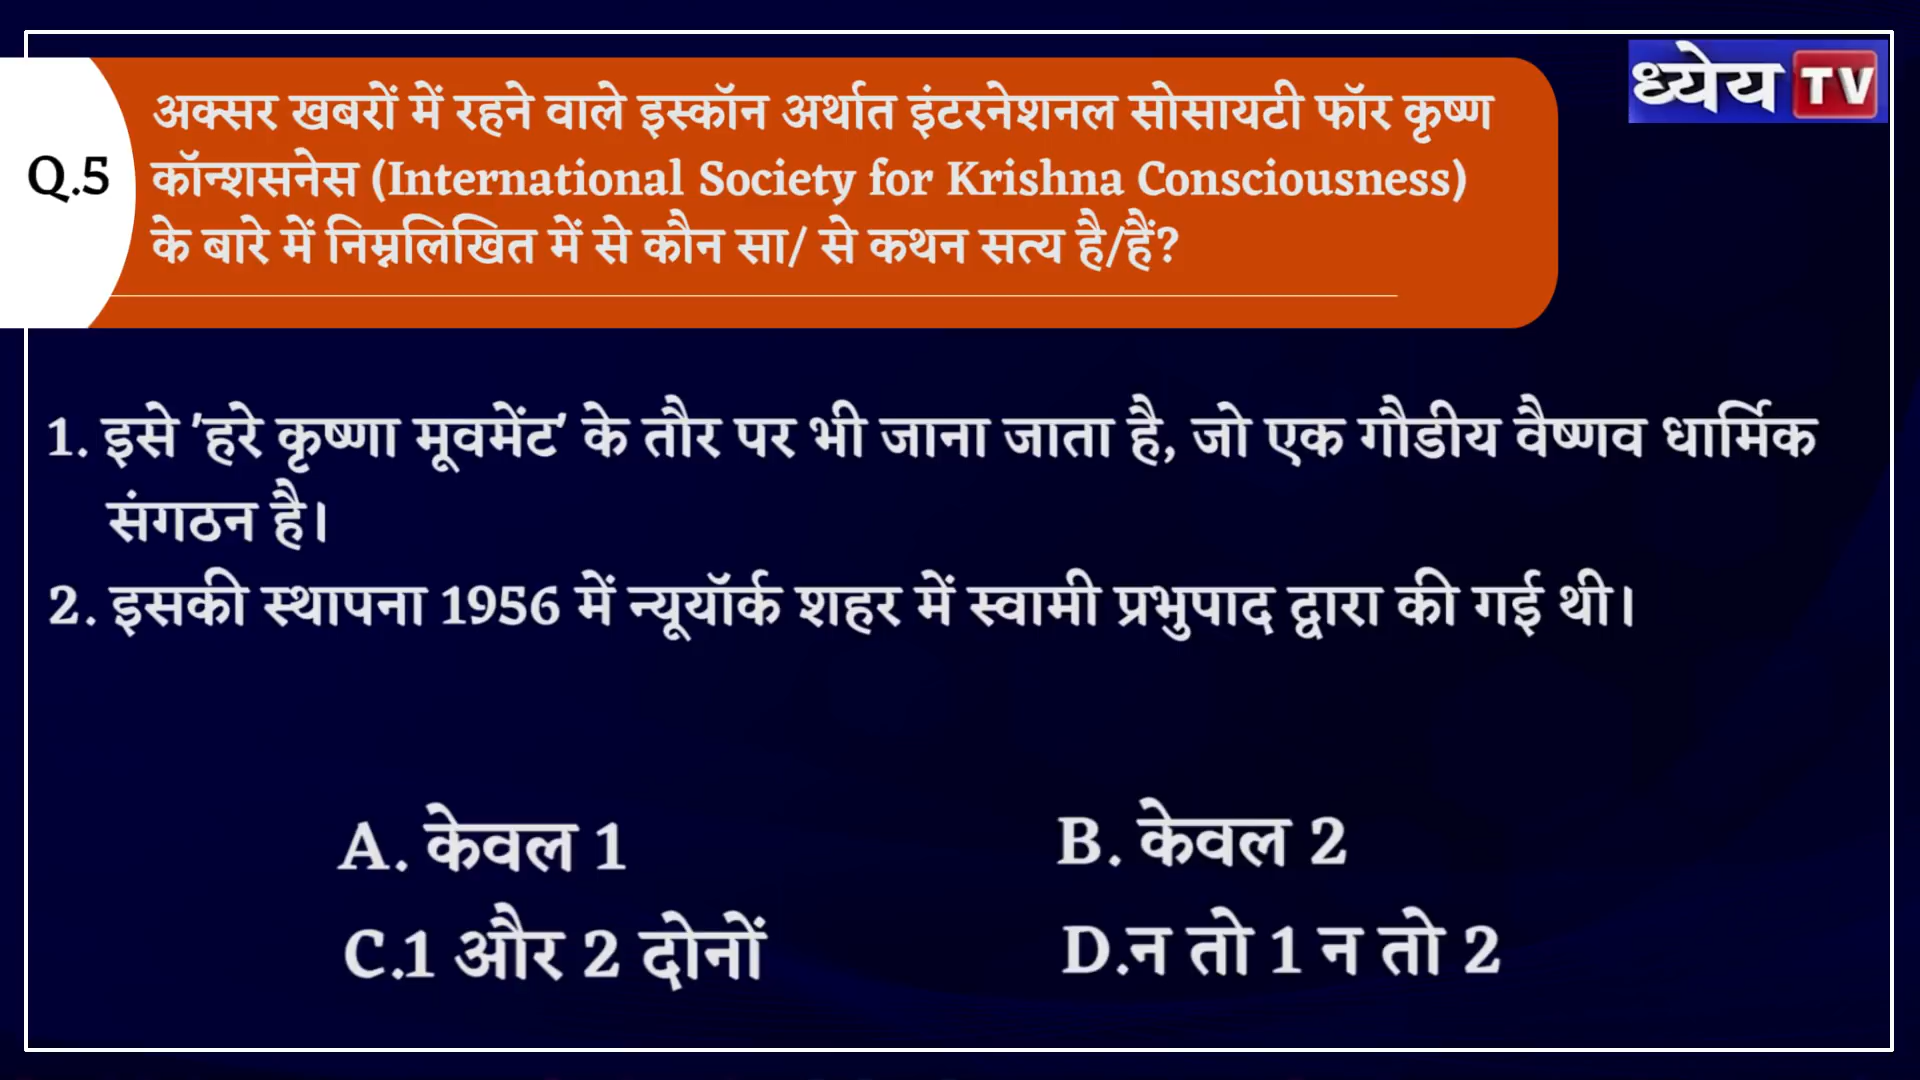 ध्येय TV
Q.5
अक्सर खबरों में रहने वाले इस्कॉन अर्थात इंटरनेशनल सोसायटी फॉर कृष्ण
कॉन्शसनेस (International Society for Krishna Consciousness)
के बारे में निम्नलिखित में से कौन सा/ से कथन सत्य है/हैं?
1. इसे 'हरे कृष्णा मूवमेंट' के तौर पर भी जाना जाता है, जो एक गौडीय वैष्णव धार्मिक
संगठन है।
2. इसकी स्थापना 1956 में न्यूयॉर्क शहर में स्वामी प्रभुपाद द्वारा की गई थी।
A. केवल 1
B. केवल 2
C.1 और 2 दोनों
D.न तो 1 न तो 2